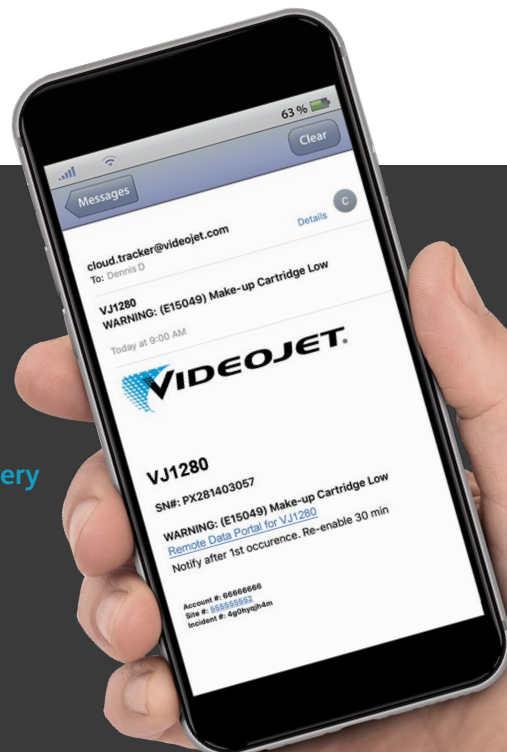 63 %
Messages
Clear
cloud.tracker@videojet.com
To: Dennis D
Details
C
VJ1280
WARNING: (E15049) Make-up Cartridge Low
Today at 9:00 AM
VIDEOJET.
ery
VJ1280
SN#: PX281403057
WARNING: (E15049) Make-up Cartridge Low
Remote Data Portal for VJ1280
Notify after 1st occurence. Re-enable 30 min
Account #: 66666666
Site #: 555555552
Incident #: 4g0hyqjh4m